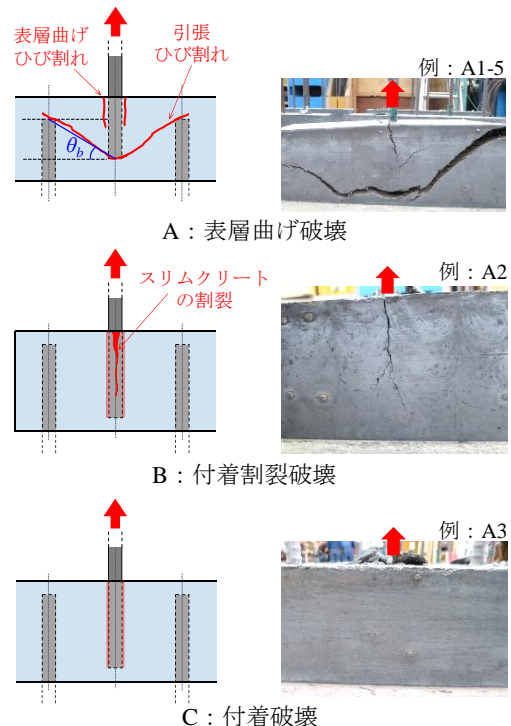 表層曲げ
ひび割れ
引張
ひび割れ
θb
例：A1-5
A：表層曲げ破壊
スリムクリート
の割裂
例：A2
B：付着割裂破壊
例：A3
C：付着破壊